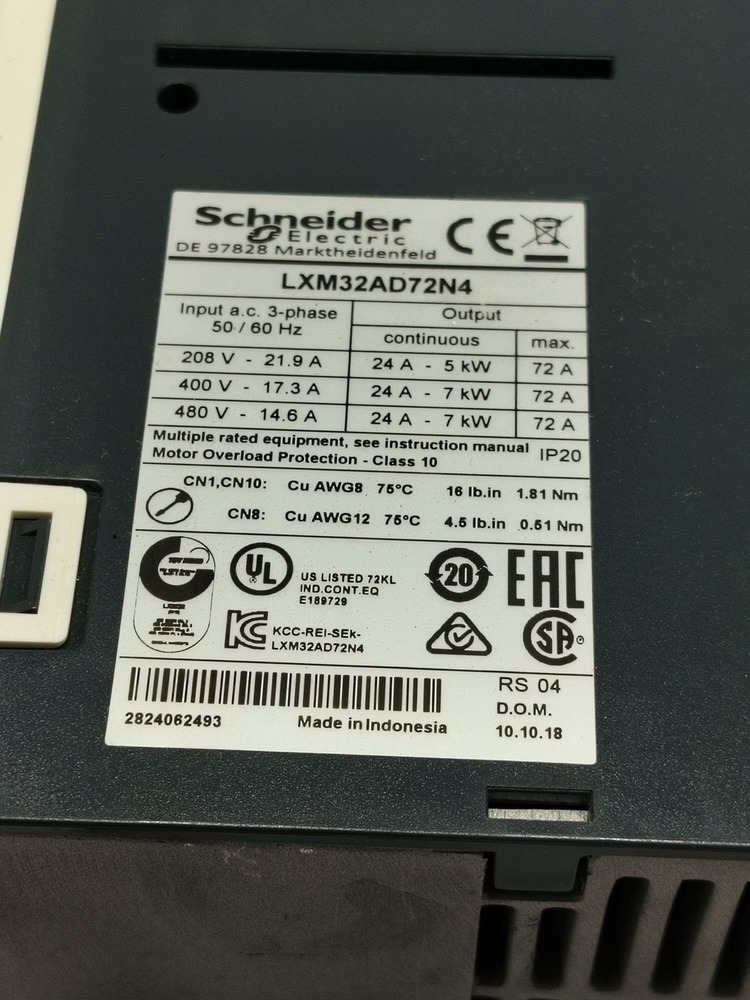 Schneider
Electric
DE 97828 Marktheidenfeld
CE
LXM32AD72N4
Input a.c. 3-phase
50 / 60 Hz
Output
continuous
max.
208 V - 21.9 A
24 A - 5 kW
72 A
400 V - 17.3 A
24 A - 7 kW
72 A
480 V - 14.6 A
24 A - 7 kW
72 A
Multiple rated equipment, see instruction manual
Motor Overload Protection - Class 10
IP20
CN1,CN10: Cu AWG8 75°C 16 lb.in 1.81 Nm
CN8: Cu AWG12 75°C 4.5 lb.in 0.51 Nm
UL
US LISTED 72KL
IND.CONT.EQ
E189729
20
EAC
KC
KCC-REI-SEk-
LXM32AD72N4
SA
2824062493
Made in Indonesia
RS 04
D.O.M.
10.10.18